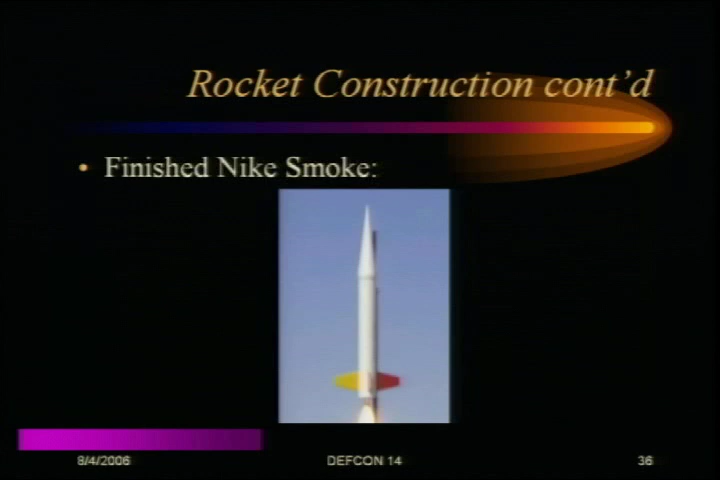 Rocket Construction cont'd
• Finished Nike Smoke:
8/4/2006 DEFCON 14 36